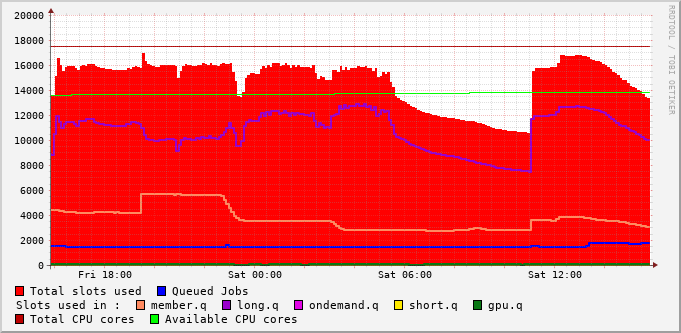 20000
18000
16000
14000
12000
10000
8000
6000
4000
2000
0
Fri 18:00 Sat 00:00 Sat 06:00 Sat 12:00
RRDTOOL / TOBI OETIKER
Total slots used Queued Jobs
Slots used in : member.q long.q ondemand.q short.q gpu.q
Total CPU cores Available CPU cores